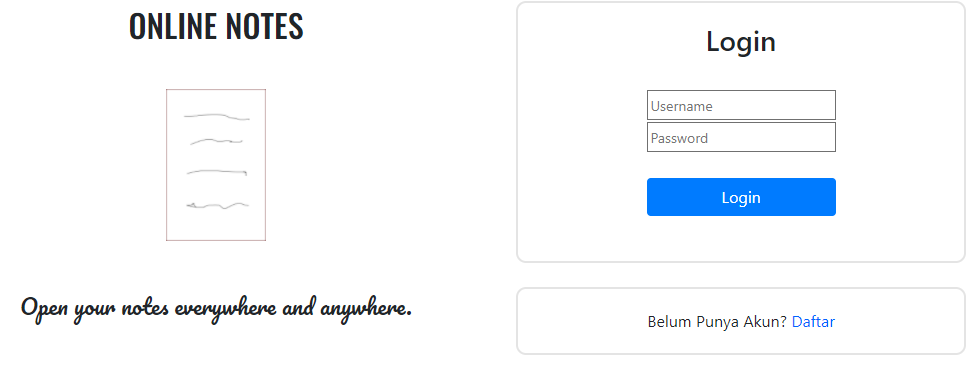 ONLINE NOTES
Open your notes everywhere and anywhere.
Login
Username
Password
Login
Belum Punya Akun? Daftar